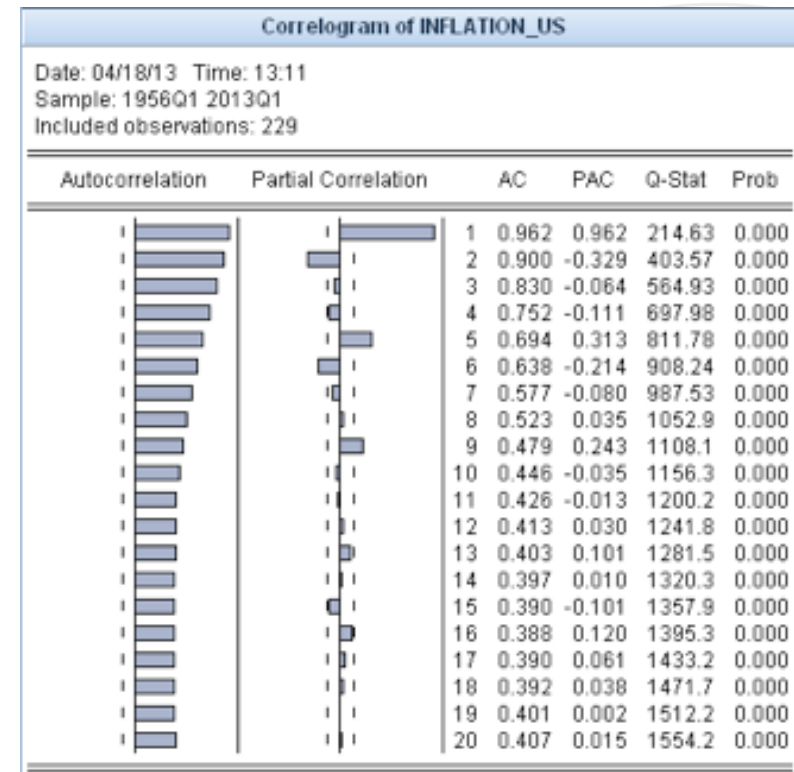 Correlogram of INFLATION_US
Date: 04/18/13 Time: 13:11
Sample: 1956Q1 2013Q1
Included observations: 229
Autocorrelation Partial Correlation AC PAC Q-Stat Prob
1 0.962 0.962 214.63 0.000
2 0.900 -0.329 403.57 0.000
3 0.830 -0.064 564.93 0.000
4 0.752 -0.111 697.98 0.000
5 0.694 0.313 811.78 0.000
6 0.638 -0.214 908.24 0.000
7 0.577 -0.080 987.53 0.000
8 0.523 0.035 1052.9 0.000
9 0.479 0.243 1108.1 0.000
10 0.446 -0.035 1156.3 0.000
11 0.426 -0.013 1200.2 0.000
12 0.413 0.030 1241.8 0.000
13 0.403 0.101 1281.5 0.000
14 0.397 0.010 1320.3 0.000
15 0.390 -0.101 1357.9 0.000
16 0.388 0.120 1395.3 0.000
17 0.390 0.061 1433.2 0.000
18 0.392 0.038 1471.7 0.000
19 0.401 0.002 1512.2 0.000
20 0.407 0.015 1554.2 0.000